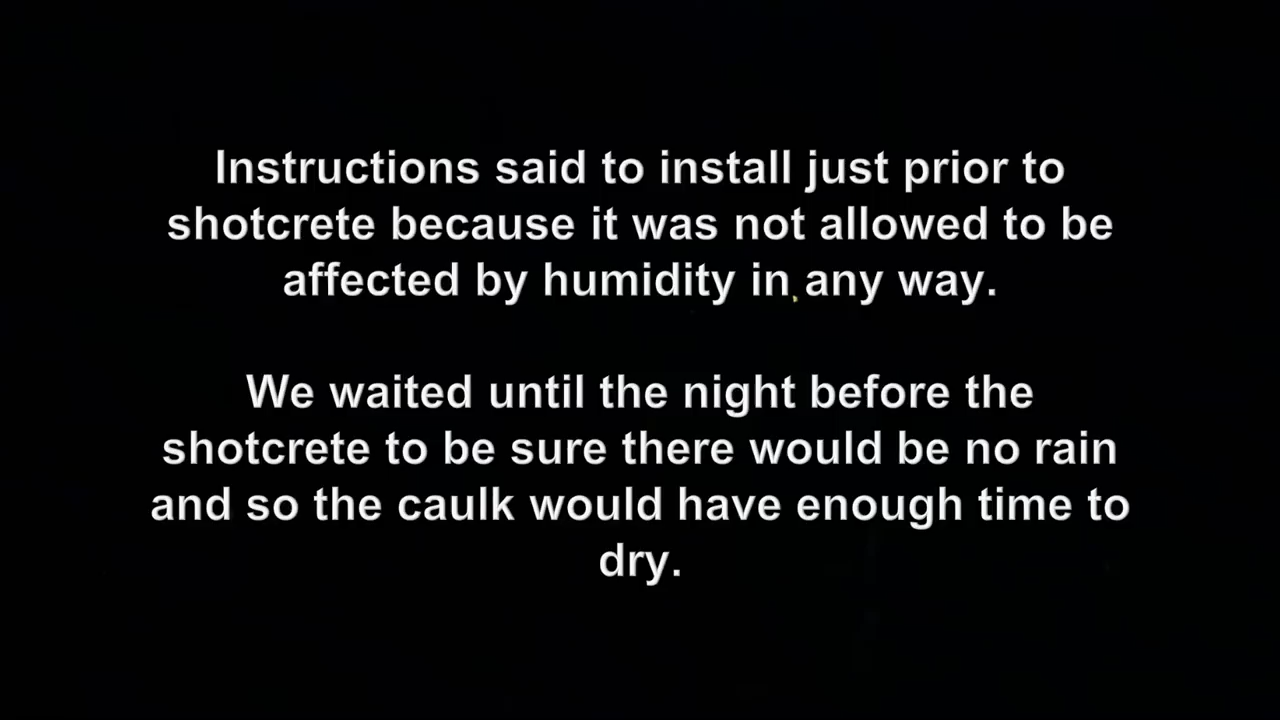 Instructions said to install just prior to
shotcrete because it was not allowed to be
affected by humidity in any way.
We waited until the night before the
shotcrete to be sure there would be no rain
and so the caulk would have enough time to
dry.